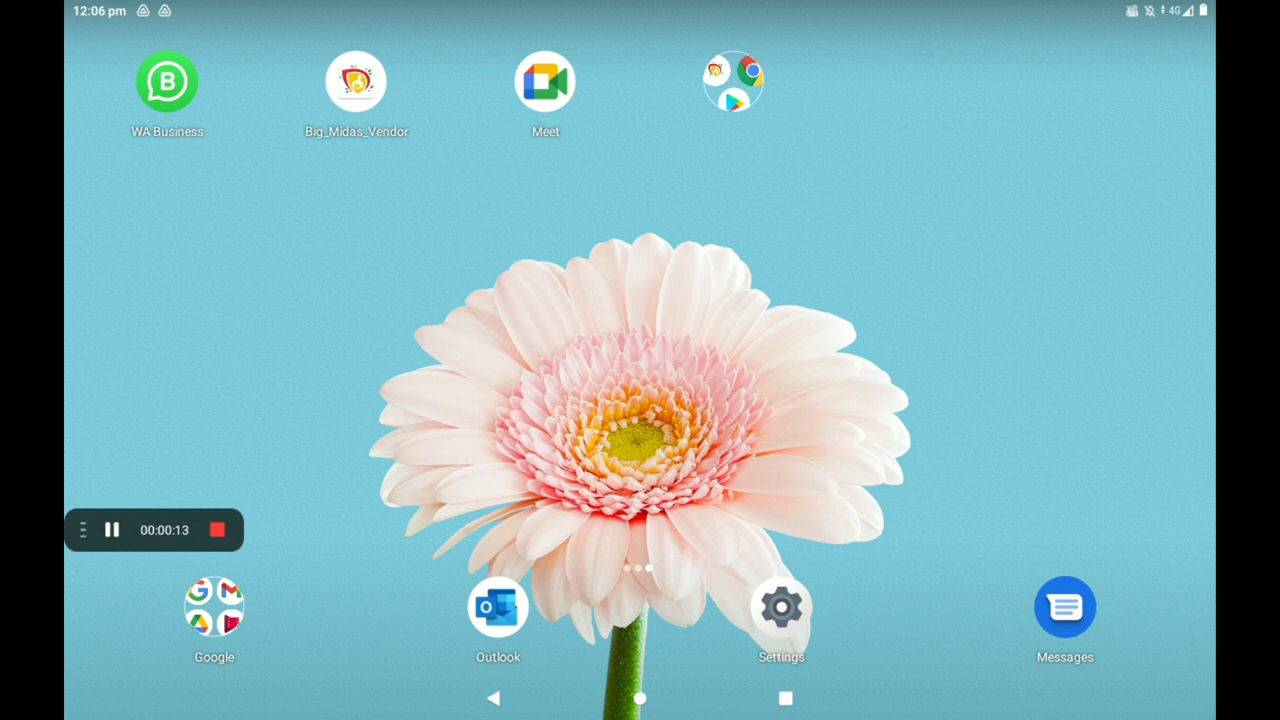 12:06 pm
4G
B
WA Business
Big_Midas_Vendor
Meet
00:00:13
Google
Outlook
Settings
Messages